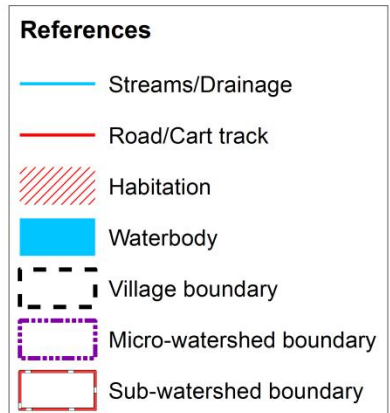 References
Streams/Drainage
Road/Cart track
Habitation
Waterbody
Village boundary
Micro-watershed boundary
Sub-watershed boundary